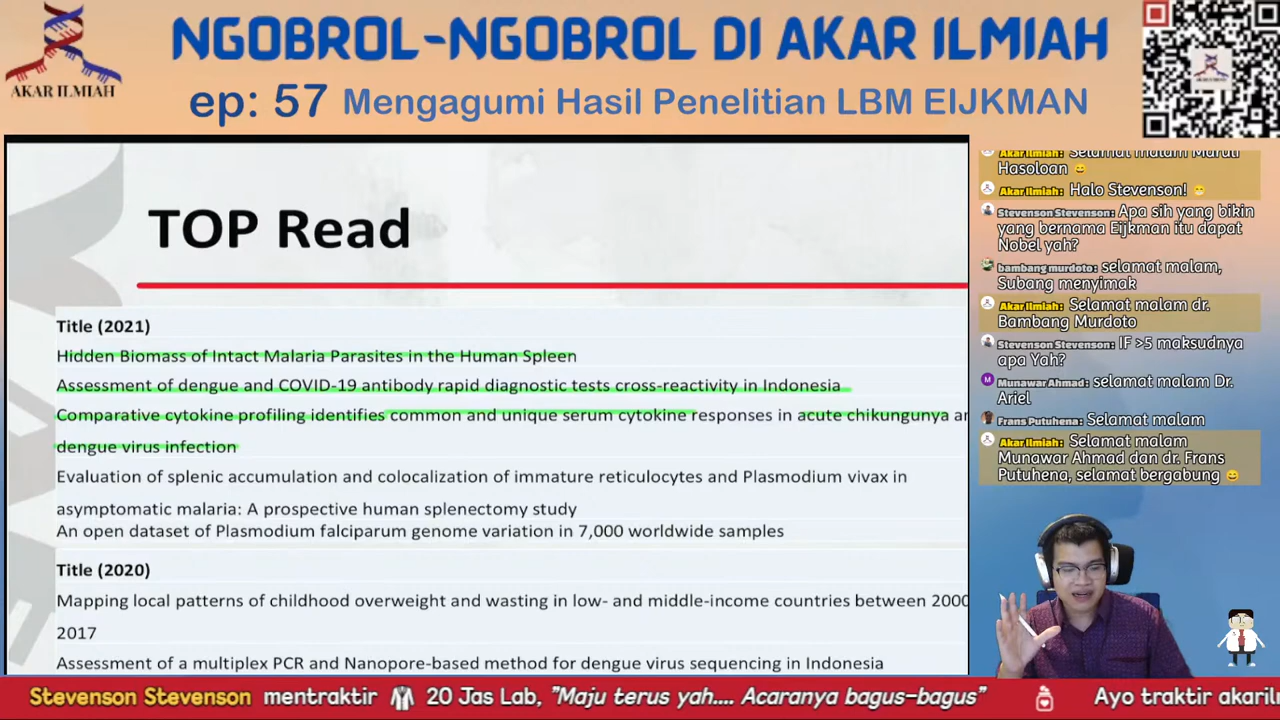 AKAR ILMIAH
NGOBROL-NGOBROL DI AKAR ILMIAH
ep: 57 Mengagumi Hasil Penelitian LBM EIJKMAN
TOP Read
Title (2021)
Hidden Biomass of Intact Malaria Parasites in the Human Spleen
Assessment of dengue and COVID-19 antibody rapid diagnostic tests cross-reactivity in Indonesia
Comparative cytokine profiling identifies common and unique serum cytokine responses in acute chikungunya
dengue virus infection
Evaluation of splenic accumulation and colocalization of immature reticulocytes and Plasmodium vivax in
asymptomatic malaria: A prospective human splenectomy study
An open dataset of Plasmodium falciparum genome variation in 7,000 worldwide samples
Title (2020)
Mapping local patterns of childhood overweight and wasting in low- and middle-income countries between 2000
2017
Assessment of a multiplex PCR and Nanopore-based method for dengue virus sequencing in Indonesia
Akar Ilmiah: Selamat malam Maruli
Hasoloan
Akar Ilmiah: Halo Stevenson!
Stevenson Stevenson: Apa sih yang bikin
yang bernama Eijkman itu dapat
Nobel yah?
bambang murdoto: selamat malam,
Subang menyimak
Akar Ilmiah: Selamat malam dr.
Bambang Murdoto
Stevenson Stevenson: IF >5 maksudnya
apa Yah?
Munawar Ahmad: selamat malam Dr.
Ariel
Frans Putuhena: Selamat malam
Akar Ilmiah: Selamat malam
Munawar Ahmad dan dr. Frans
Putuhena, selamat bergabung
Stevenson Stevenson mentraktir 20 Jas Lab, "Maju terus yah.... Acaranya bagus-bagus" Ayo traktir